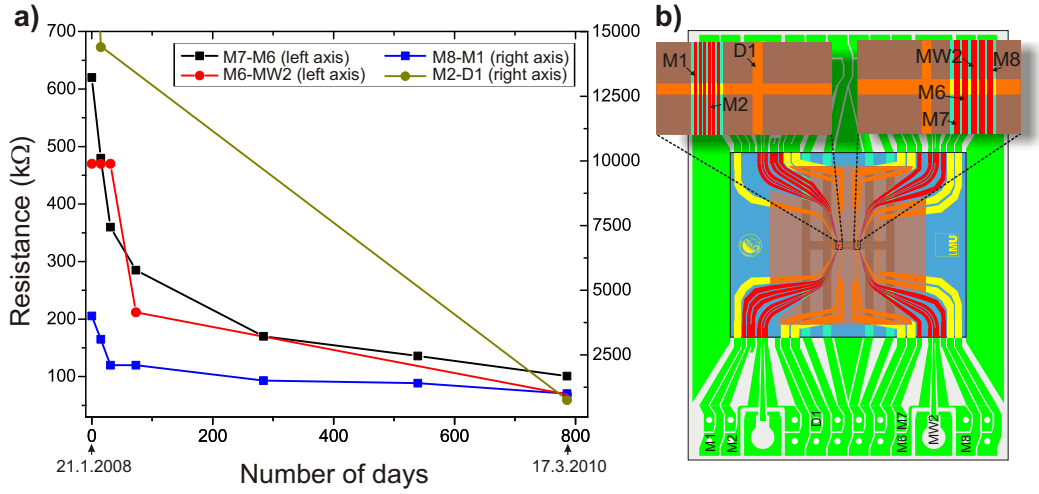 a)
Resistance (kΩ)
700
600
500
400
300
200
100
15000
12500
10000
7500
5000
2500
M7-M6 (left axis)
M6-MW2 (left axis)
M8-M1 (right axis)
M2-D1 (right axis)
0 200 400 600 800
21.1.2008
Number of days
17.3.2010
b)
M1
D1
M2
MW2
M8
M6
M7
LMU
M1
M2
D1
M6
M7
MW2
M8